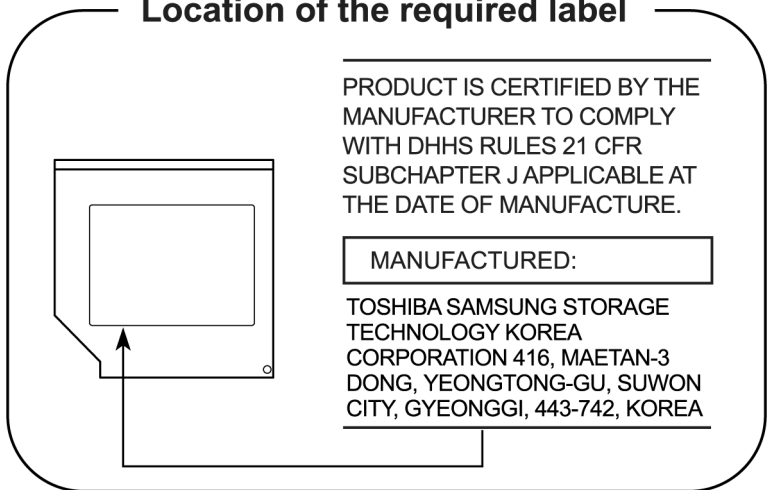 Location of the required label
PRODUCT IS CERTIFIED BY THE
MANUFACTURER TO COMPLY
WITH DHHS RULES 21 CFR
SUBCHAPTER J APPLICABLE AT
THE DATE OF MANUFACTURE.
MANUFACTURED:
TOSHIBA SAMSUNG STORAGE
TECHNOLOGY KOREA
CORPORATION 416, MAETAN-3
DONG, YEONGTONG-GU, SUWON
CITY, GYEONGGI, 443-742, KOREA